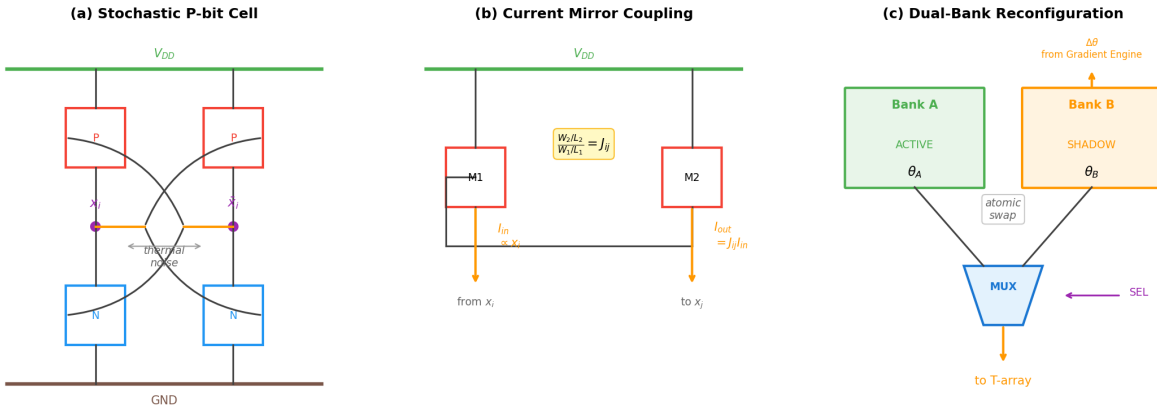 (a) Stochastic P-bit Cell
V_DD
P
P
x_i
x̄_i
thermal
noise
N
N
GND
(b) Current Mirror Coupling
V_DD
W_2/L_2
W_1/L_1 = J_ij
M1
M2
I_in
∝ x_i
I_out
= J_ij I_in
from x_i
to x_j
(c) Dual-Bank Reconfiguration
Δθ
from Gradient Engine
Bank A
ACTIVE
θ_A
Bank B
SHADOW
θ_B
atomic
swap
MUX
SEL
to T-array